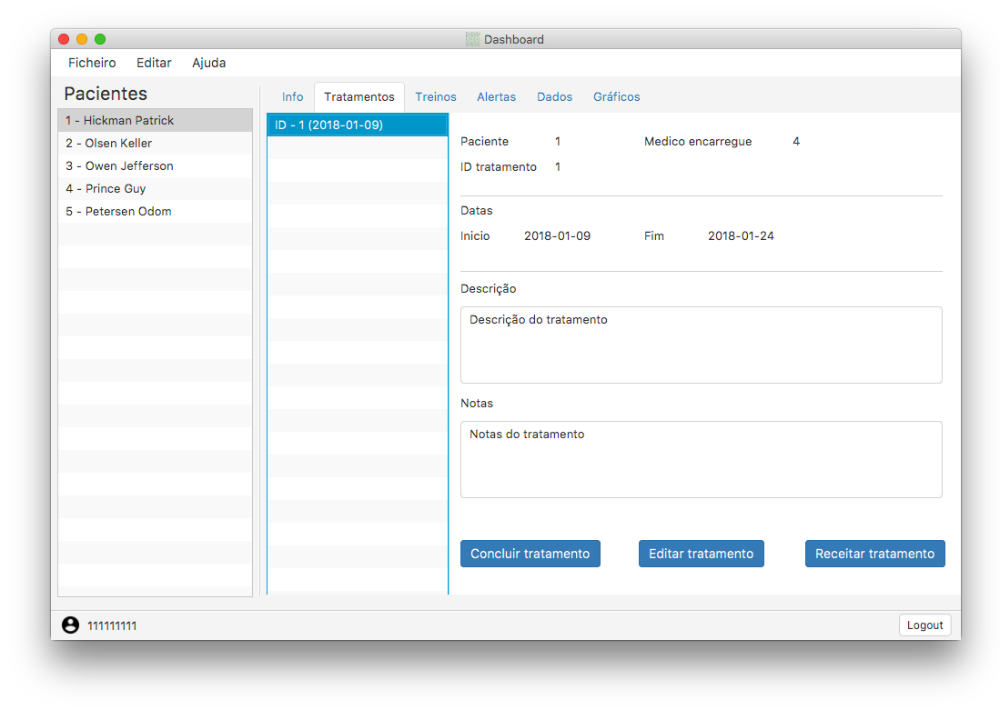 Dashboard
Ficheiro Editar Ajuda
Pacientes
1 - Hickman Patrick
2 - Olsen Keller
3 - Owen Jefferson
4 - Prince Guy
5 - Petersen Odom
Info Tratamentos Treinos Alertas Dados Gráficos
ID - 1 (2018-01-09)
Paciente 1 Medico encarregue 4
ID tratamento 1
Datas
Inicio 2018-01-09 Fim 2018-01-24
Descrição
Descrição do tratamento
Notas
Notas do tratamento
Concluir tratamento Editar tratamento Receitar tratamento
111111111 Logout